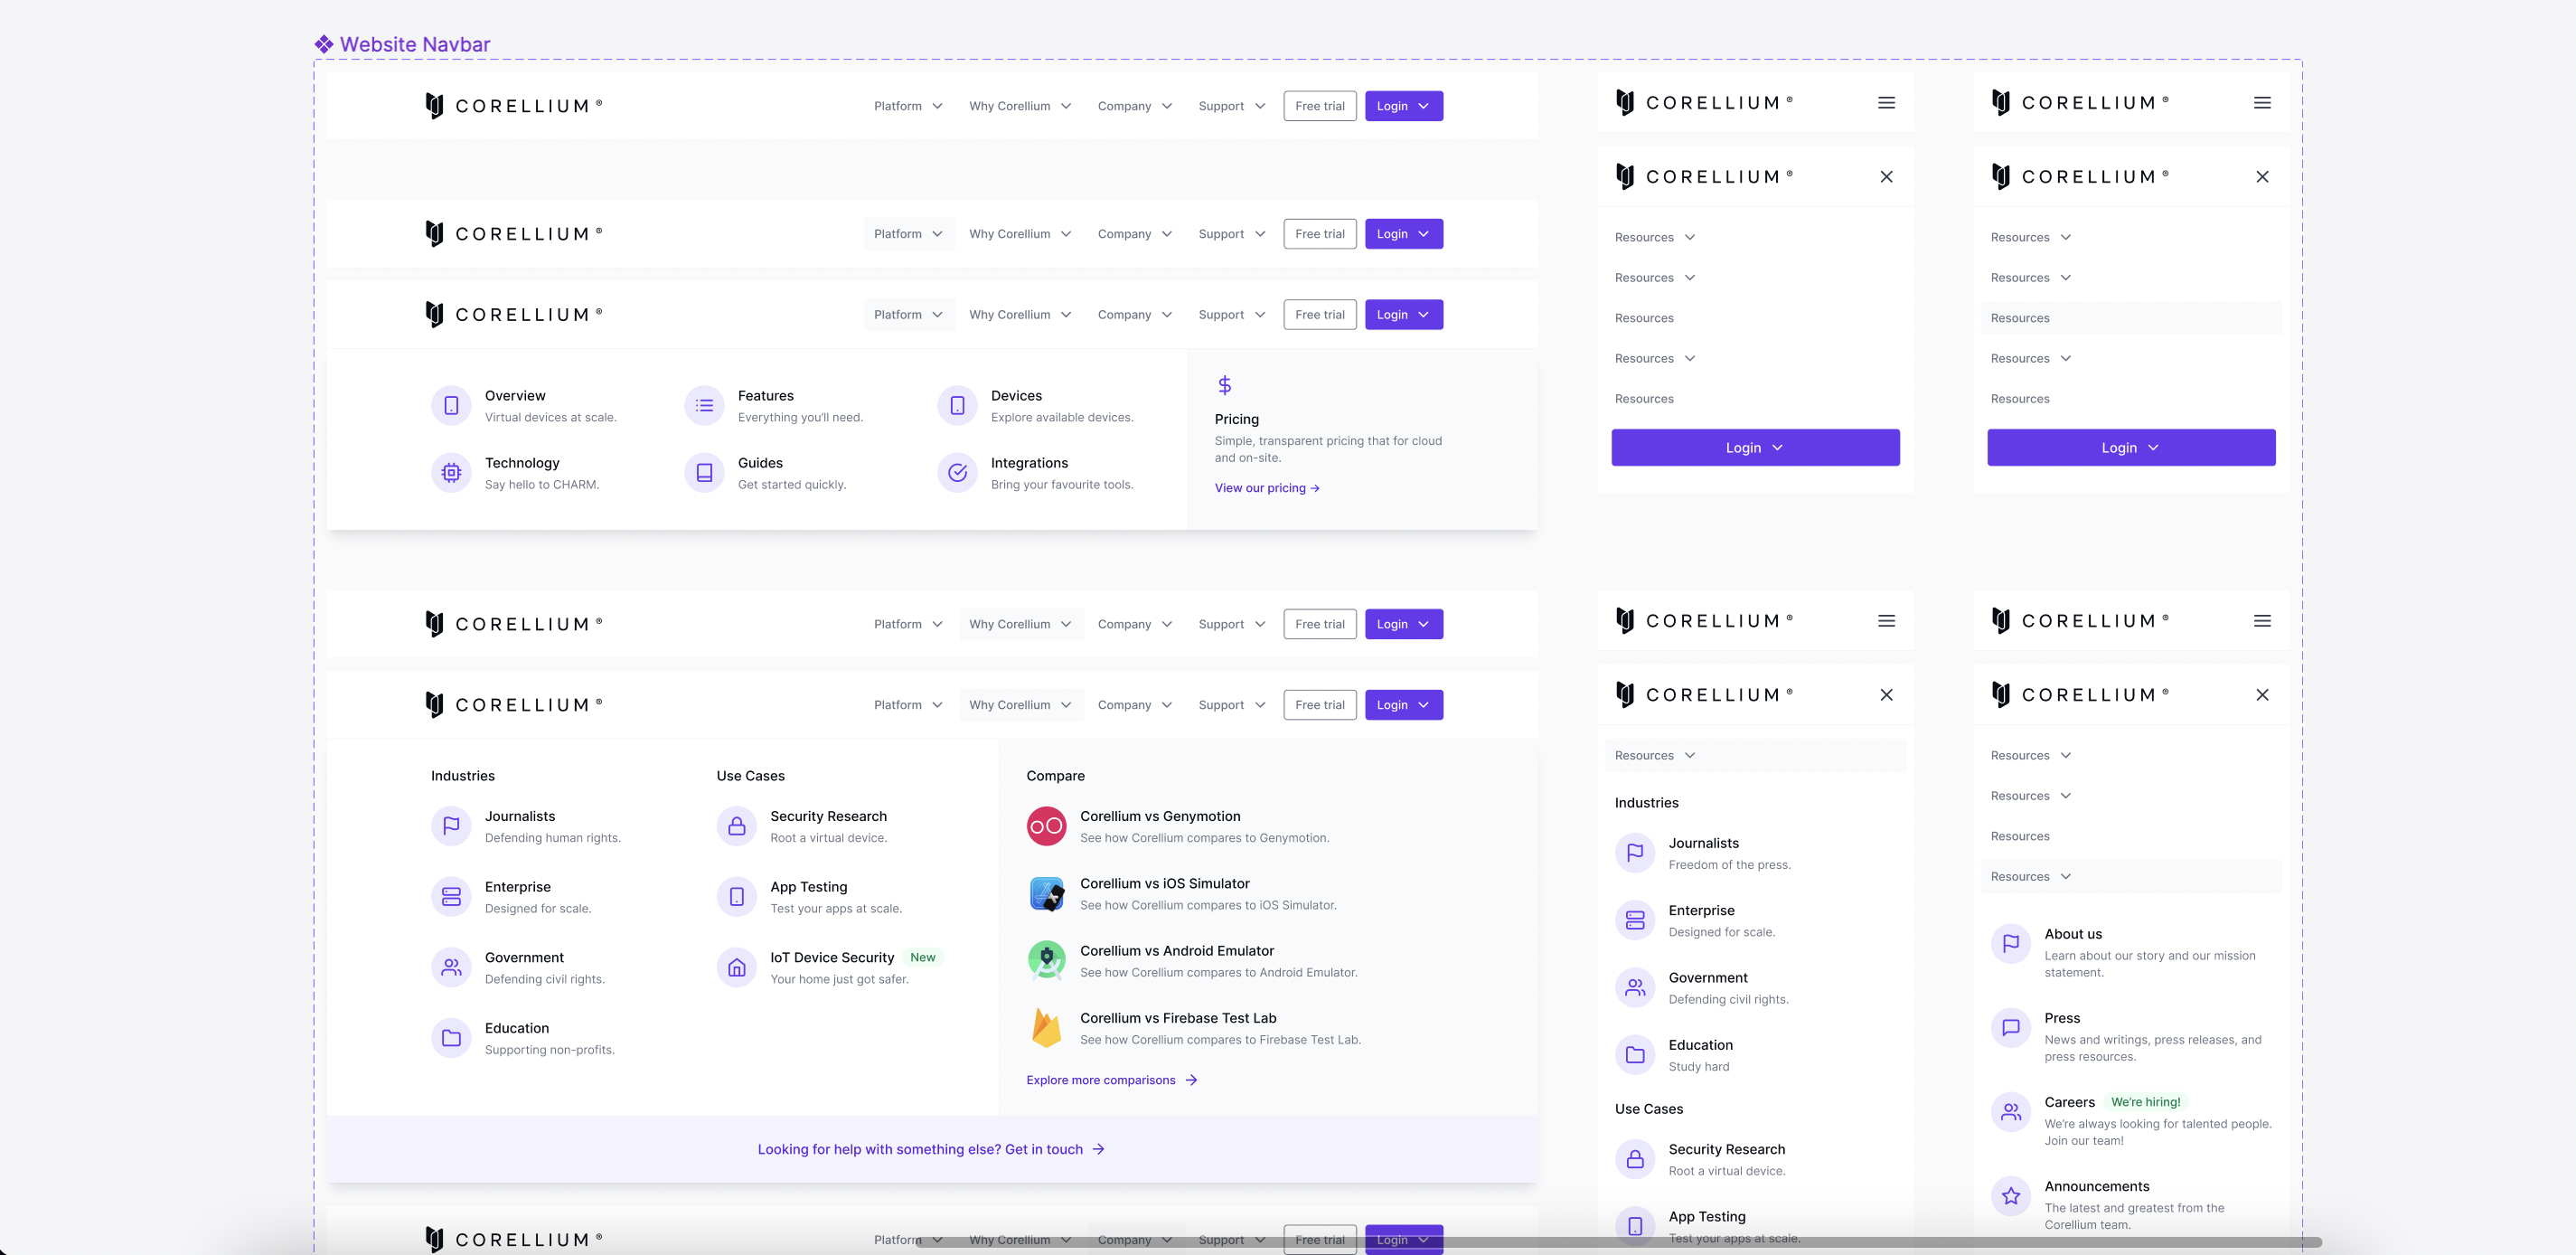 Website Navbar
CORELLIUM ®
Platform Why Corellium Company Support Free trial Login
CORELLIUM ®
Platform Why Corellium Company Support Free trial Login
CORELLIUM ®
Platform Why Corellium Company Support Free trial Login
Overview
Virtual devices at scale.
Features
Everything you'll need.
Devices
Explore available devices.
Technology
Say hello to CHARM.
Guides
Get started quickly.
Integrations
Bring your favourite tools.
Pricing
Simple, transparent pricing that for cloud
and on-site.
View our pricing →
CORELLIUM ®
Platform Why Corellium Company Support Free trial Login
CORELLIUM ®
Platform Why Corellium Company Support Free trial Login
Industries
Journalists
Defending human rights.
Enterprise
Designed for scale.
Government
Defending civil rights.
Education
Supporting non-profits.
Use Cases
Security Research
Root a virtual device.
App Testing
Test your apps at scale.
IoT Device Security New
Your home just got safer.
Compare
Corellium vs Genymotion
See how Corellium compares to Genymotion.
Corellium vs iOS Simulator
See how Corellium compares to iOS Simulator.
Corellium vs Android Emulator
See how Corellium compares to Android Emulator.
Corellium vs Firebase Test Lab
See how Corellium compares to Firebase Test Lab.
Explore more comparisons →
Looking for help with something else? Get in touch →
CORELLIUM ®
Platform Why Corellium Company Support Free trial Login
CORELLIUM ®
CORELLIUM ®
Resources
Resources
Resources
Resources
Resources
Login
CORELLIUM ®
CORELLIUM ®
Resources
Industries
Journalists
Freedom of the press.
Enterprise
Designed for scale.
Government
Defending civil rights.
Education
Study hard
Use Cases
Security Research
Root a virtual device.
App Testing
Test your apps at scale.
CORELLIUM ®
CORELLIUM ®
Resources
Resources
Resources
Resources
Resources
Login
CORELLIUM ®
CORELLIUM ®
Resources
Resources
Resources
Resources
About us
Learn about our story and our mission
statement.
Press
News and writings, press releases, and
press resources.
Careers We're hiring!
We're always looking for talented people.
Join our team!
Announcements
The latest and greatest from the
Corellium team.